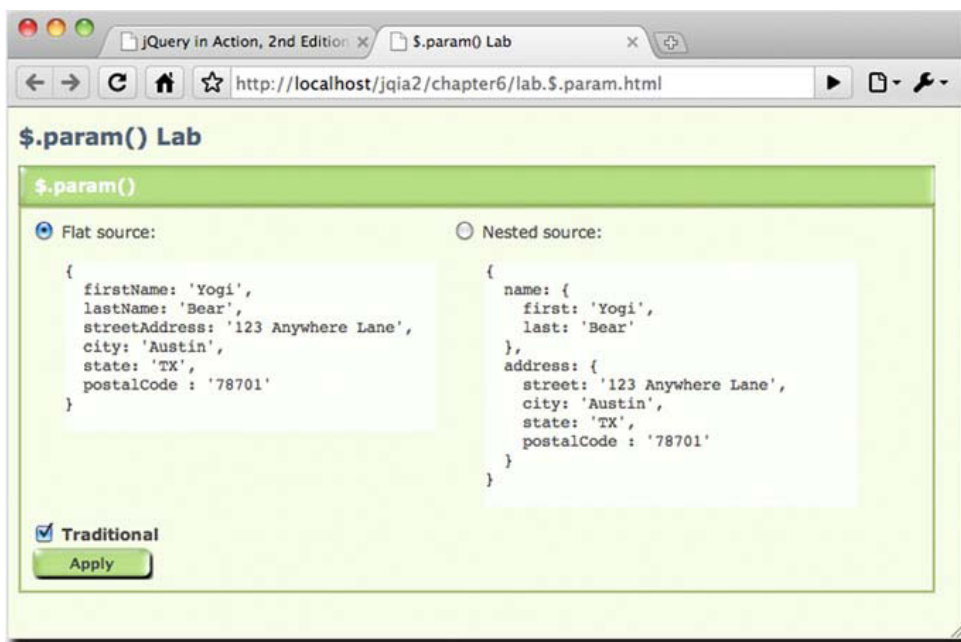 jQuery in Action, 2nd Edition
$.param() Lab
http://localhost/jqia2/chapter6/lab.$.param.html
$.param() Lab
$.param()
Flat source:
{
firstName: 'Yogi',
lastName: 'Bear',
streetAddress: '123 Anywhere Lane',
city: 'Austin',
state: 'TX',
postalCode : '78701'
}
Nested source:
{
name: {
first: 'Yogi',
last: 'Bear'
},
address: {
street: '123 Anywhere Lane',
city: 'Austin',
state: 'TX',
postalCode : '78701'
}
}
Traditional
Apply